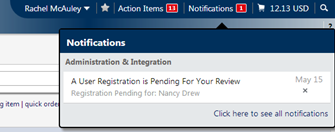 Rachel McAuley Action Items 13 Notifications 1 12.13 USD
Notifications
Administration & Integration
A User Registration is Pending For Your Review May 15
Registration Pending for: Nancy Drew ×
Click here to see all notifications
g item | quick order